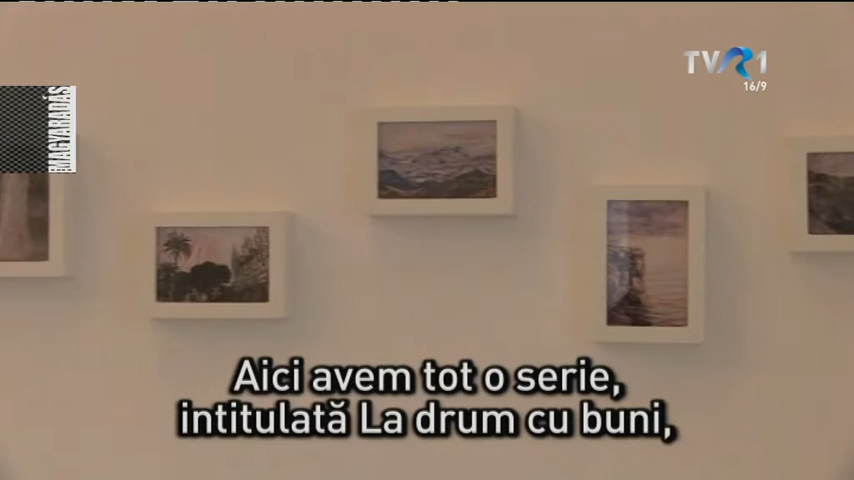 TVR1
16/9
MAGYARADÁS
Aici avem tot o serie,
intitulată La drum cu buni,